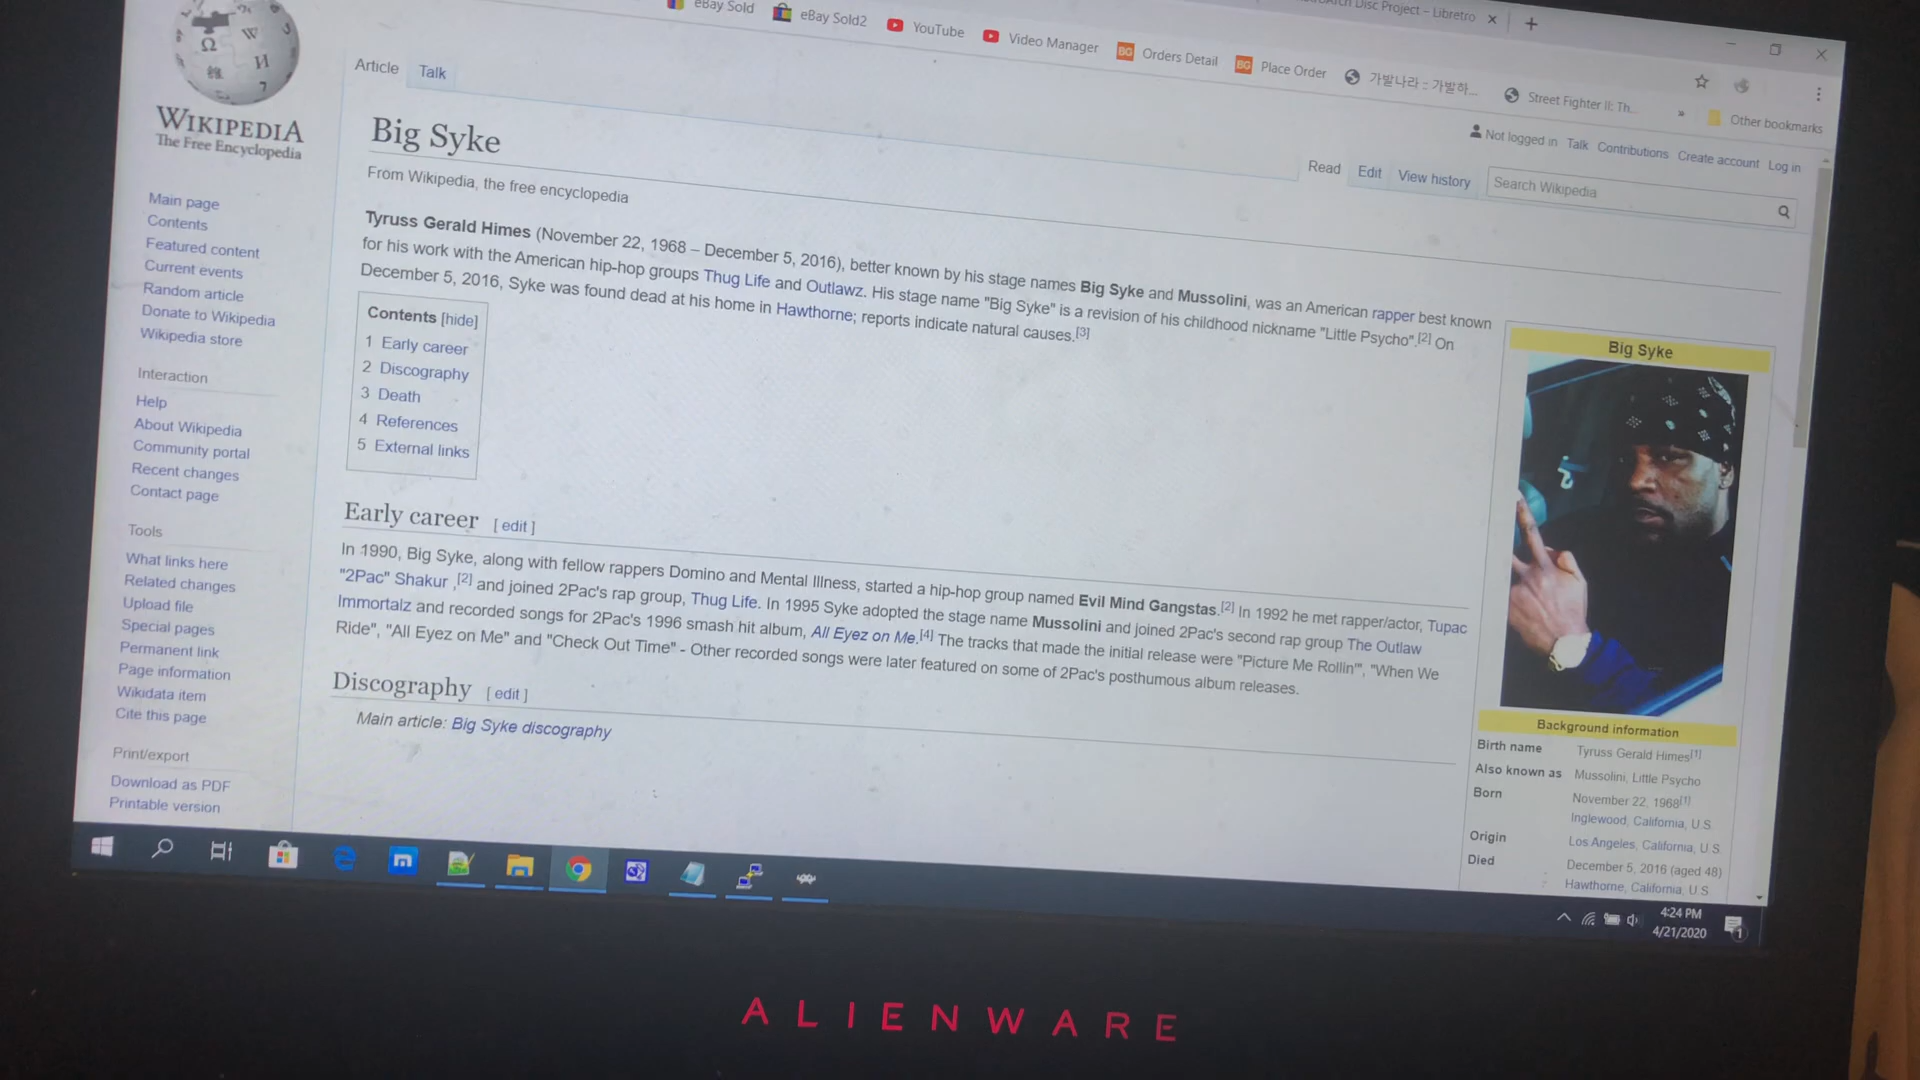 eBay Sold
eBay Sold2
YouTube
Video Manager
BG Orders Detail
BG Place Order
가발나라 :: 가발하...
Street Fighter II: Th...
»
Other bookmarks
Disc Project – Libretro
WIKIPEDIA
The Free Encyclopedia
Article
Talk
Not logged in Talk Contributions Create account Log in
Read Edit View history
Search Wikipedia
Main page
Contents
Featured content
Current events
Random article
Donate to Wikipedia
Wikipedia store
Interaction
Help
About Wikipedia
Community portal
Recent changes
Contact page
Tools
What links here
Related changes
Upload file
Special pages
Permanent link
Page information
Wikidata item
Cite this page
Print/export
Download as PDF
Printable version
Big Syke
From Wikipedia, the free encyclopedia
Tyruss Gerald Himes (November 22, 1968 – December 5, 2016), better known by his stage names Big Syke and Mussolini, was an American rapper best known
for his work with the American hip-hop groups Thug Life and Outlawz. His stage name "Big Syke" is a revision of his childhood nickname "Little Psycho".[2] On
December 5, 2016, Syke was found dead at his home in Hawthorne; reports indicate natural causes.[3]
Contents [hide]
1 Early career
2 Discography
3 Death
4 References
5 External links
Early career [ edit ]
In 1990, Big Syke, along with fellow rappers Domino and Mental Illness, started a hip-hop group named Evil Mind Gangstas.[2] In 1992 he met rapper/actor, Tupac
"2Pac" Shakur ,[2] and joined 2Pac's rap group, Thug Life. In 1995 Syke adopted the stage name Mussolini and joined 2Pac's second rap group The Outlaw
Immortalz and recorded songs for 2Pac's 1996 smash hit album, All Eyez on Me.[4] The tracks that made the initial release were "Picture Me Rollin'", "When We
Ride", "All Eyez on Me" and "Check Out Time" - Other recorded songs were later featured on some of 2Pac's posthumous album releases.
Discography [ edit ]
Main article: Big Syke discography
Big Syke
Background information
Birth name Tyruss Gerald Himes[1]
Also known as Mussolini, Little Psycho
Born November 22, 1968[1]
Inglewood, California, U.S.
Origin Los Angeles, California, U.S.
Died December 5, 2016 (aged 48)
Hawthorne, California, U.S.
4:24 PM
4/21/2020
1
ALIENWARE